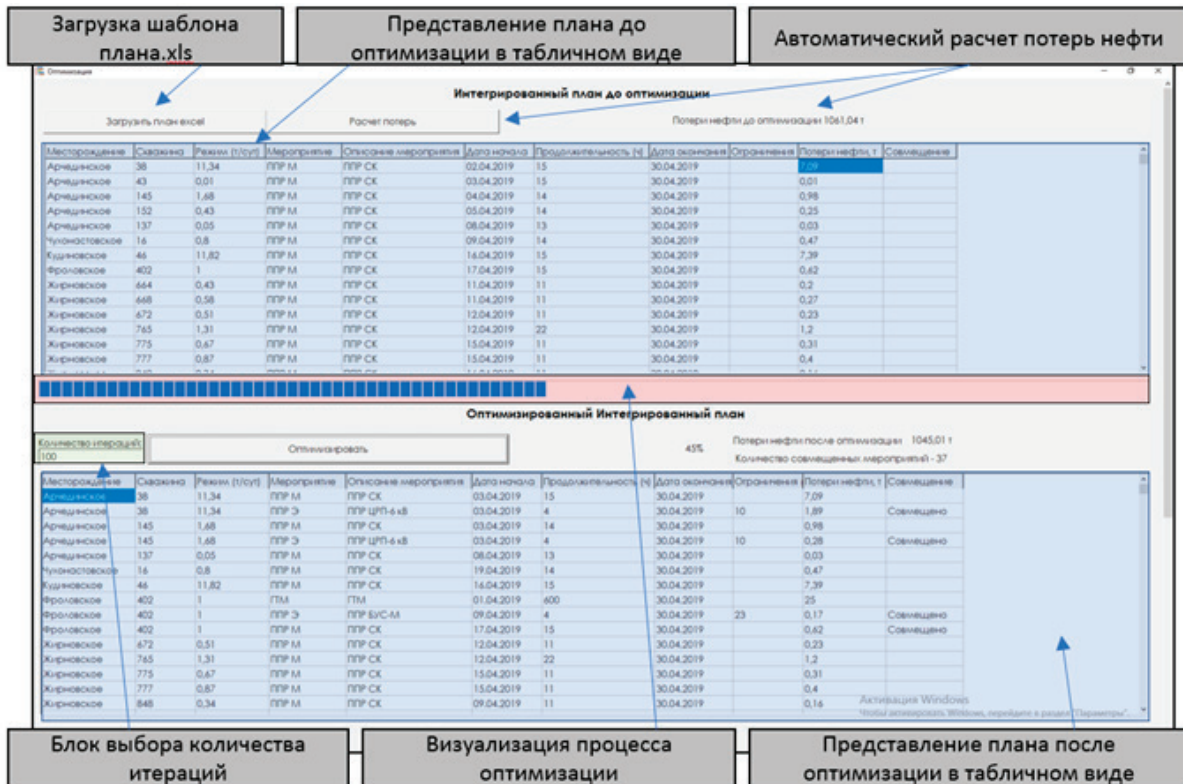 Загрузка шаблона
плана.xls
Представление плана до
оптимизации в табличном виде
Автоматический расчет потерь нефти
Оптимизация
Интегрированный план до оптимизации
Загрузить план excel Расчет потерь Потери нефти до оптимизации 1061,04 т
Месторождение Скважина Режим (т/сут) Мероприятие Описание мероприятия Дата начала Продолжительность (ч) Дата окончания Ограничения Потери нефти, т Совмещение
Арчединское 38 11,34 ППР М ППР СК 02.04.2019 15 30.04.2019 7,09
Арчединское 43 0,01 ППР М ППР СК 03.04.2019 15 30.04.2019 0,01
Арчединское 145 1,68 ППР М ППР СК 04.04.2019 14 30.04.2019 0,98
Арчединское 152 0,43 ППР М ППР СК 05.04.2019 14 30.04.2019 0,25
Арчединское 137 0,05 ППР М ППР СК 08.04.2019 13 30.04.2019 0,03
Чухонастовское 16 0,8 ППР М ППР СК 09.04.2019 14 30.04.2019 0,47
Кудиновское 46 11,82 ППР М ППР СК 16.04.2019 15 30.04.2019 7,39
Фроловское 402 1 ППР М ППР СК 17.04.2019 15 30.04.2019 0,62
Жирновское 664 0,43 ППР М ППР СК 11.04.2019 11 30.04.2019 0,2
Жирновское 668 0,58 ППР М ППР СК 11.04.2019 11 30.04.2019 0,27
Жирновское 672 0,51 ППР М ППР СК 12.04.2019 11 30.04.2019 0,23
Жирновское 765 1,31 ППР М ППР СК 12.04.2019 22 30.04.2019 1,2
Жирновское 775 0,67 ППР М ППР СК 15.04.2019 11 30.04.2019 0,31
Жирновское 777 0,87 ППР М ППР СК 15.04.2019 11 30.04.2019 0,4
Оптимизированный Интегрированный план
Количество итераций:
100
Оптимизировать
45%
Потери нефти после оптимизации 1045,01 т
Количество совмещенных мероприятий - 37
Месторождение Скважина Режим (т/сут) Мероприятие Описание мероприятия Дата начала Продолжительность (ч) Дата окончания Ограничения Потери нефти, т Совмещение
Арчединское 38 11,34 ППР М ППР СК 03.04.2019 15 30.04.2019 7,09
Арчединское 38 11,34 ППР Э ППР ЦРП-6 кВ 03.04.2019 4 30.04.2019 10 1,89 Совмещено
Арчединское 145 1,68 ППР М ППР СК 03.04.2019 14 30.04.2019 0,98
Арчединское 145 1,68 ППР Э ППР ЦРП-6 кВ 03.04.2019 4 30.04.2019 10 0,28 Совмещено
Арчединское 137 0,05 ППР М ППР СК 08.04.2019 13 30.04.2019 0,03
Чухонастовское 16 0,8 ППР М ППР СК 19.04.2019 14 30.04.2019 0,47
Кудиновское 46 11,82 ППР М ППР СК 16.04.2019 15 30.04.2019 7,39
Фроловское 402 1 ГТМ ГТМ 01.04.2019 600 30.04.2019 25
Фроловское 402 1 ППР Э ППР БУС-М 09.04.2019 4 30.04.2019 23 0,17 Совмещено
Фроловское 402 1 ППР М ППР СК 17.04.2019 15 30.04.2019 0,62 Совмещено
Жирновское 672 0,51 ППР М ППР СК 12.04.2019 11 30.04.2019 0,23
Жирновское 765 1,31 ППР М ППР СК 12.04.2019 22 30.04.2019 1,2
Жирновское 775 0,67 ППР М ППР СК 15.04.2019 11 30.04.2019 0,31
Жирновское 777 0,87 ППР М ППР СК 15.04.2019 11 30.04.2019 0,4
Жирновское 848 0,34 ППР М ППР СК 09.04.2019 11 30.04.2019 0,16
Активация Windows
Чтобы активировать Windows, перейдите в раздел "Параметры".
Блок выбора количества
итераций
Визуализация процесса
оптимизации
Представление плана после
оптимизации в табличном виде